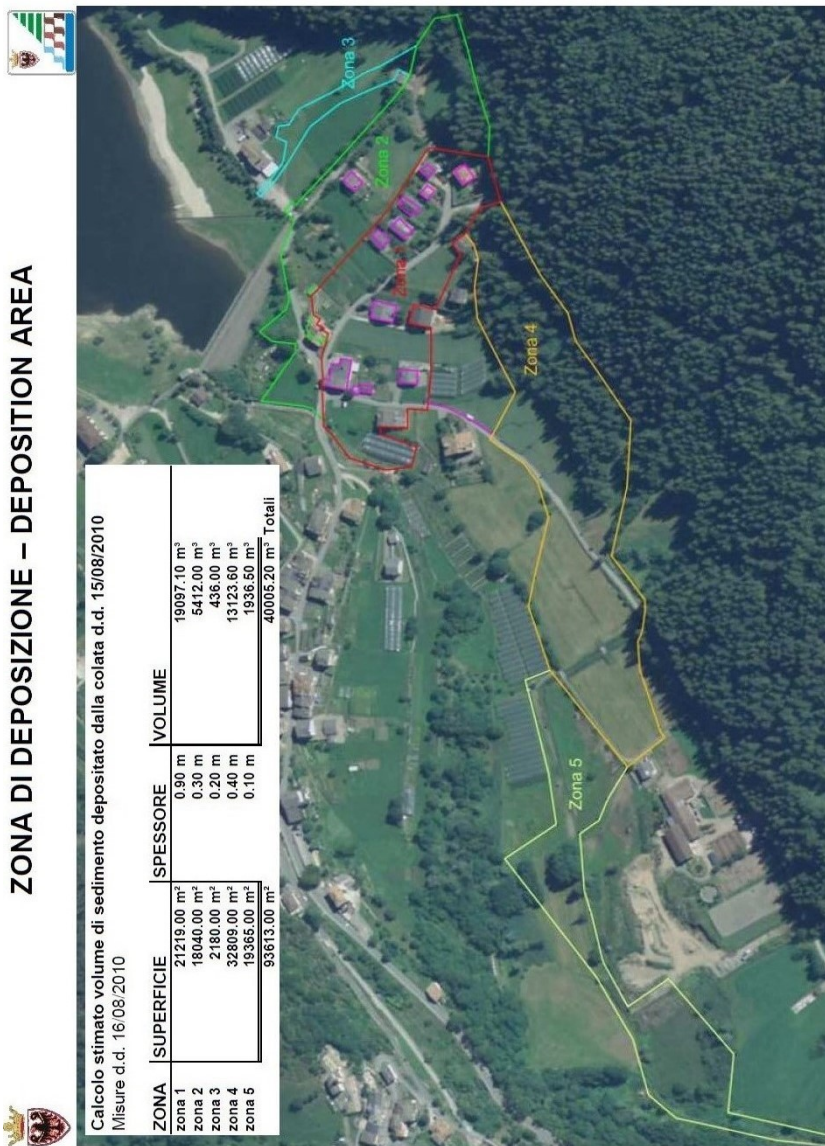 ZONA DI DEPOSIZIONE – DEPOSITION AREA
Calcolo stimato volume di sedimento depositato dalla colata d.d. 15/08/2010
Misure d.d. 16/08/2010
ZONA SUPERFICIE SPESSORE VOLUME
zona 1 21219.00 m² 0.90 m 19097.10 m³
zona 2 18040.00 m² 0.30 m 5412.00 m³
zona 3 2180.00 m² 0.20 m 436.00 m³
zona 4 32809.00 m² 0.40 m 13123.60 m³
zona 5 19365.00 m² 0.10 m 1936.50 m³
93613.00 m² 40005.20 m³ Totali
Zona 3
Zona 2
Zona 1
Zona 4
Zona 5